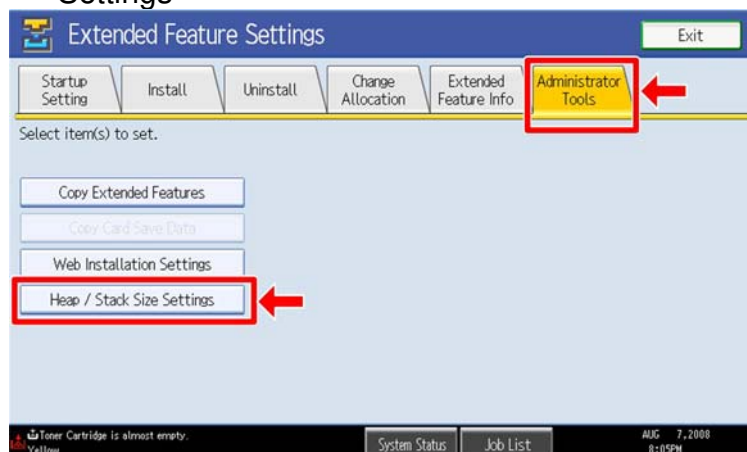 Settings
Extended Feature Settings
Exit
Startup
Setting
Install
Uninstall
Change
Allocation
Extended
Feature Info
Administrator
Tools
Select item(s) to set.
Copy Extended Features
Copy Card Save Data
Web Installation Settings
Heap / Stack Size Settings
Toner Cartridge is almost empty.
Yellow
System Status
Job List
AUG 7,2008
8:05PM